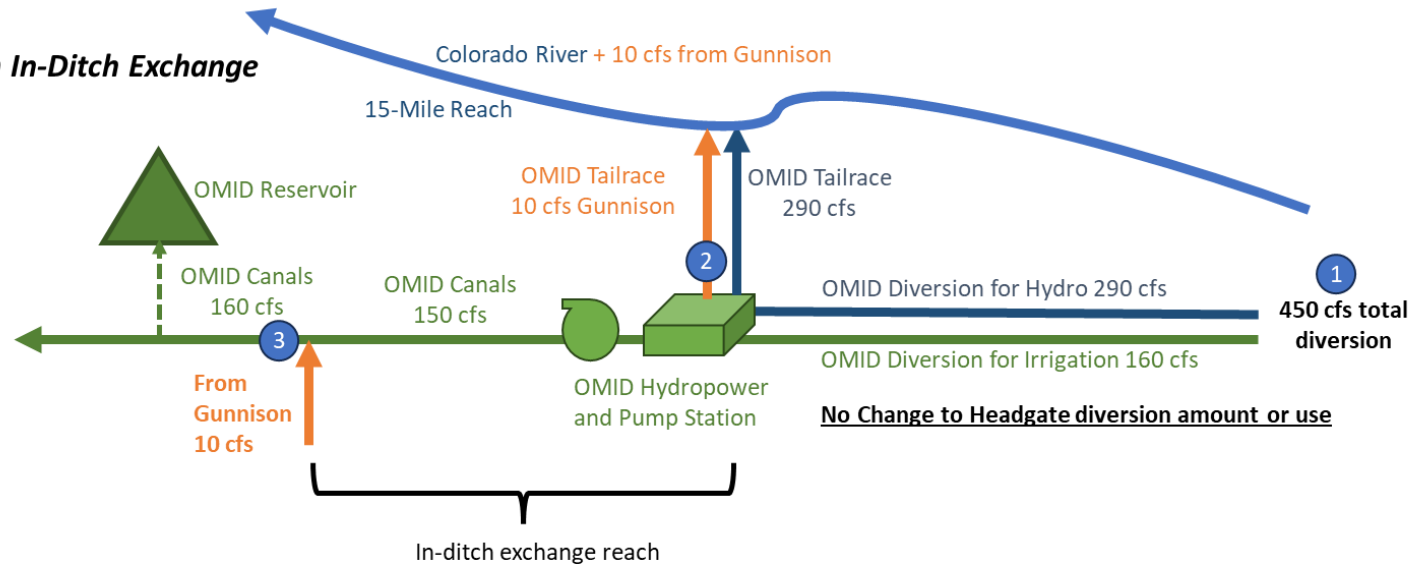 In-Ditch Exchange
Colorado River + 10 cfs from Gunnison
15-Mile Reach
OMID Reservoir
OMID Tailrace
10 cfs Gunnison
OMID Tailrace
290 cfs
2
1
450 cfs total
diversion
OMID Canals
160 cfs
OMID Canals
150 cfs
OMID Diversion for Hydro 290 cfs
3
OMID Diversion for Irrigation 160 cfs
From
Gunnison
10 cfs
OMID Hydropower
and Pump Station
No Change to Headgate diversion amount or use
In-ditch exchange reach